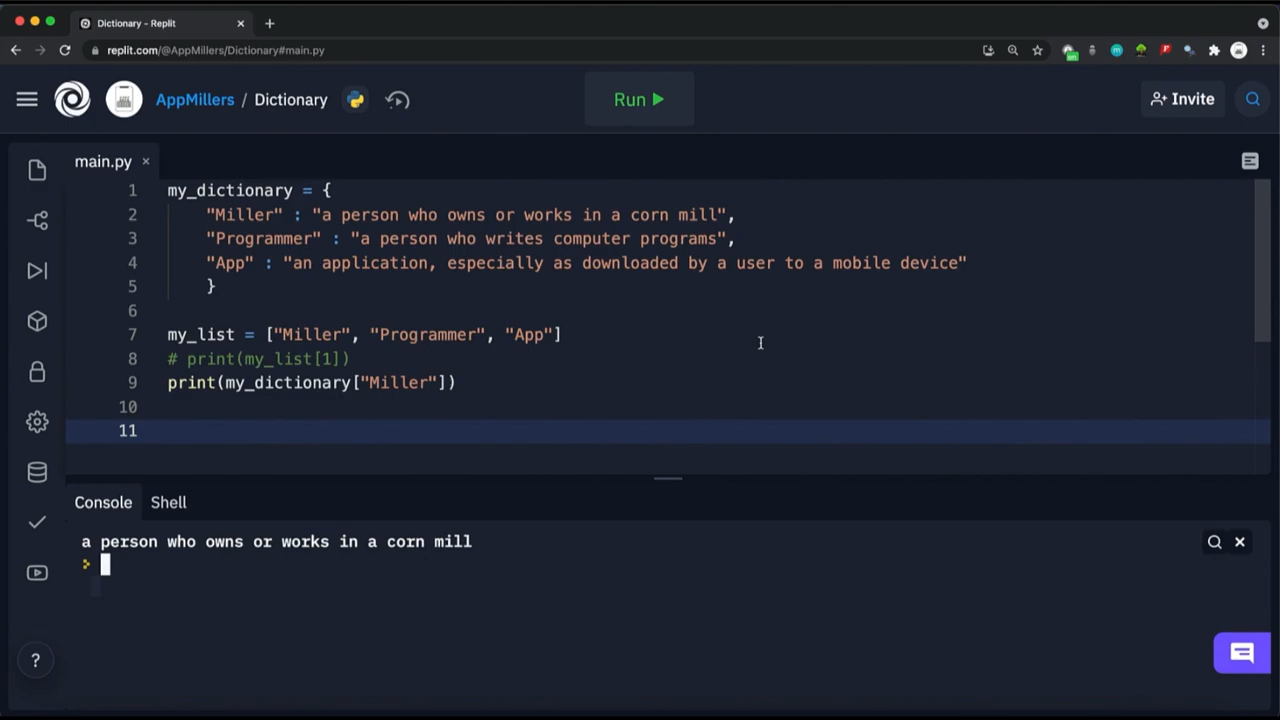 Dictionary - Replit
replit.com/@AppMillers/Dictionary#main.py
AppMillers / Dictionary
Run
Invite
main.py
1 my_dictionary = {
2 "Miller" : "a person who owns or works in a corn mill",
3 "Programmer" : "a person who writes computer programs",
4 "App" : "an application, especially as downloaded by a user to a mobile device"
5 }
6
7 my_list = ["Miller", "Programmer", "App"]
8 # print(my_list[1])
9 print(my_dictionary["Miller"])
10
11
Console Shell
a person who owns or works in a corn mill
?